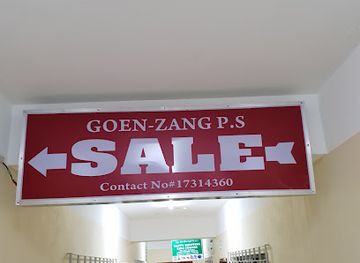 GOEN-ZANG P.S
SALE
Contact No#17314360